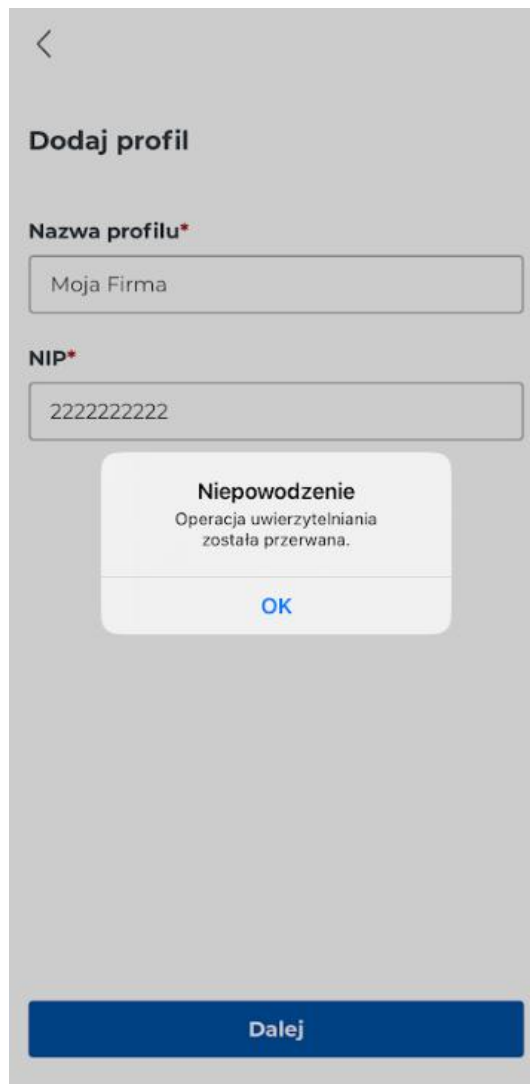 Dodaj profil
Nazwa profilu*
Moja Firma
NIP*
2222222222
Niepowodzenie
Operacja uwierzytelniania
została przerwana.
OK
Dalej